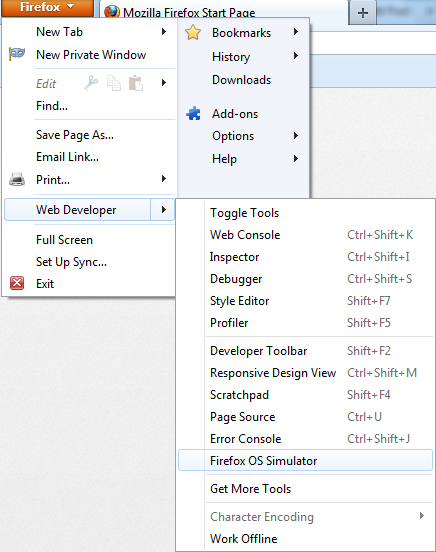 Firefox
Mozilla Firefox Start Page
New Tab
New Private Window
Edit
Find...
Save Page As...
Email Link...
Print...
Web Developer
Full Screen
Set Up Sync...
Exit
Bookmarks
History
Downloads
Add-ons
Options
Help
Toggle Tools
Web Console Ctrl+Shift+K
Inspector Ctrl+Shift+I
Debugger Ctrl+Shift+S
Style Editor Shift+F7
Profiler Shift+F5
Developer Toolbar Shift+F2
Responsive Design View Ctrl+Shift+M
Scratchpad Shift+F4
Page Source Ctrl+U
Error Console Ctrl+Shift+J
Firefox OS Simulator
Get More Tools
Character Encoding
Work Offline